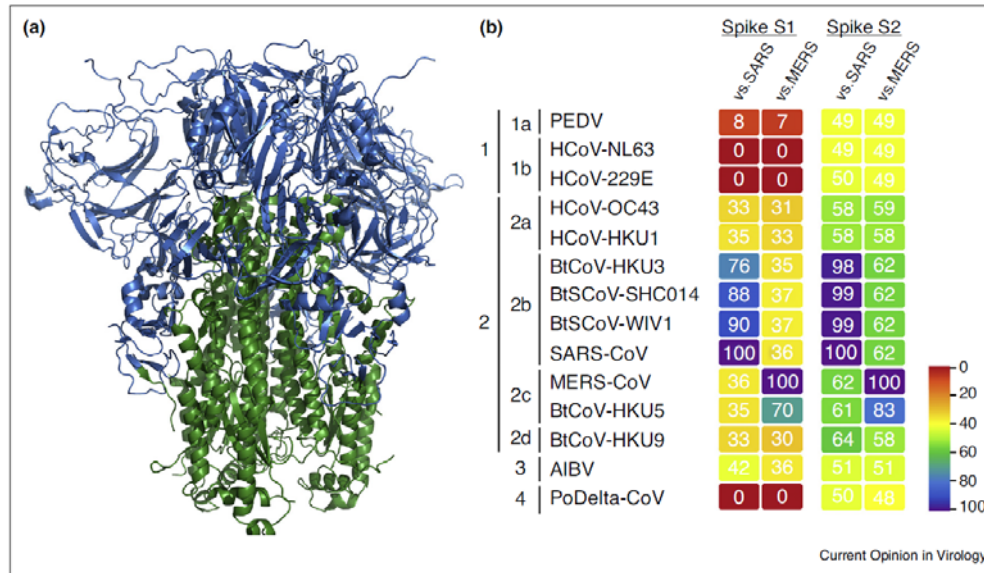 (a)
(b)
Spike S1 Spike S2
vs.SARS vs.MERS vs.SARS vs.MERS
1 1a PEDV 8 7 49 49
1b HCoV-NL63 0 0 49 49
HCoV-229E 0 0 50 49
2 2a HCoV-OC43 33 31 58 59
HCoV-HKU1 35 33 58 58
2b BtCoV-HKU3 76 35 98 62
BtSCoV-SHC014 88 37 99 62
BtSCoV-WIV1 90 37 99 62
SARS-CoV 100 36 100 62
2c MERS-CoV 36 100 62 100
BtCoV-HKU5 35 70 61 83
2d BtCoV-HKU9 33 30 64 58
3 AIBV 42 36 51 51
4 PoDelta-CoV 0 0 50 48
0
20
40
60
80
100
Current Opinion in Virology